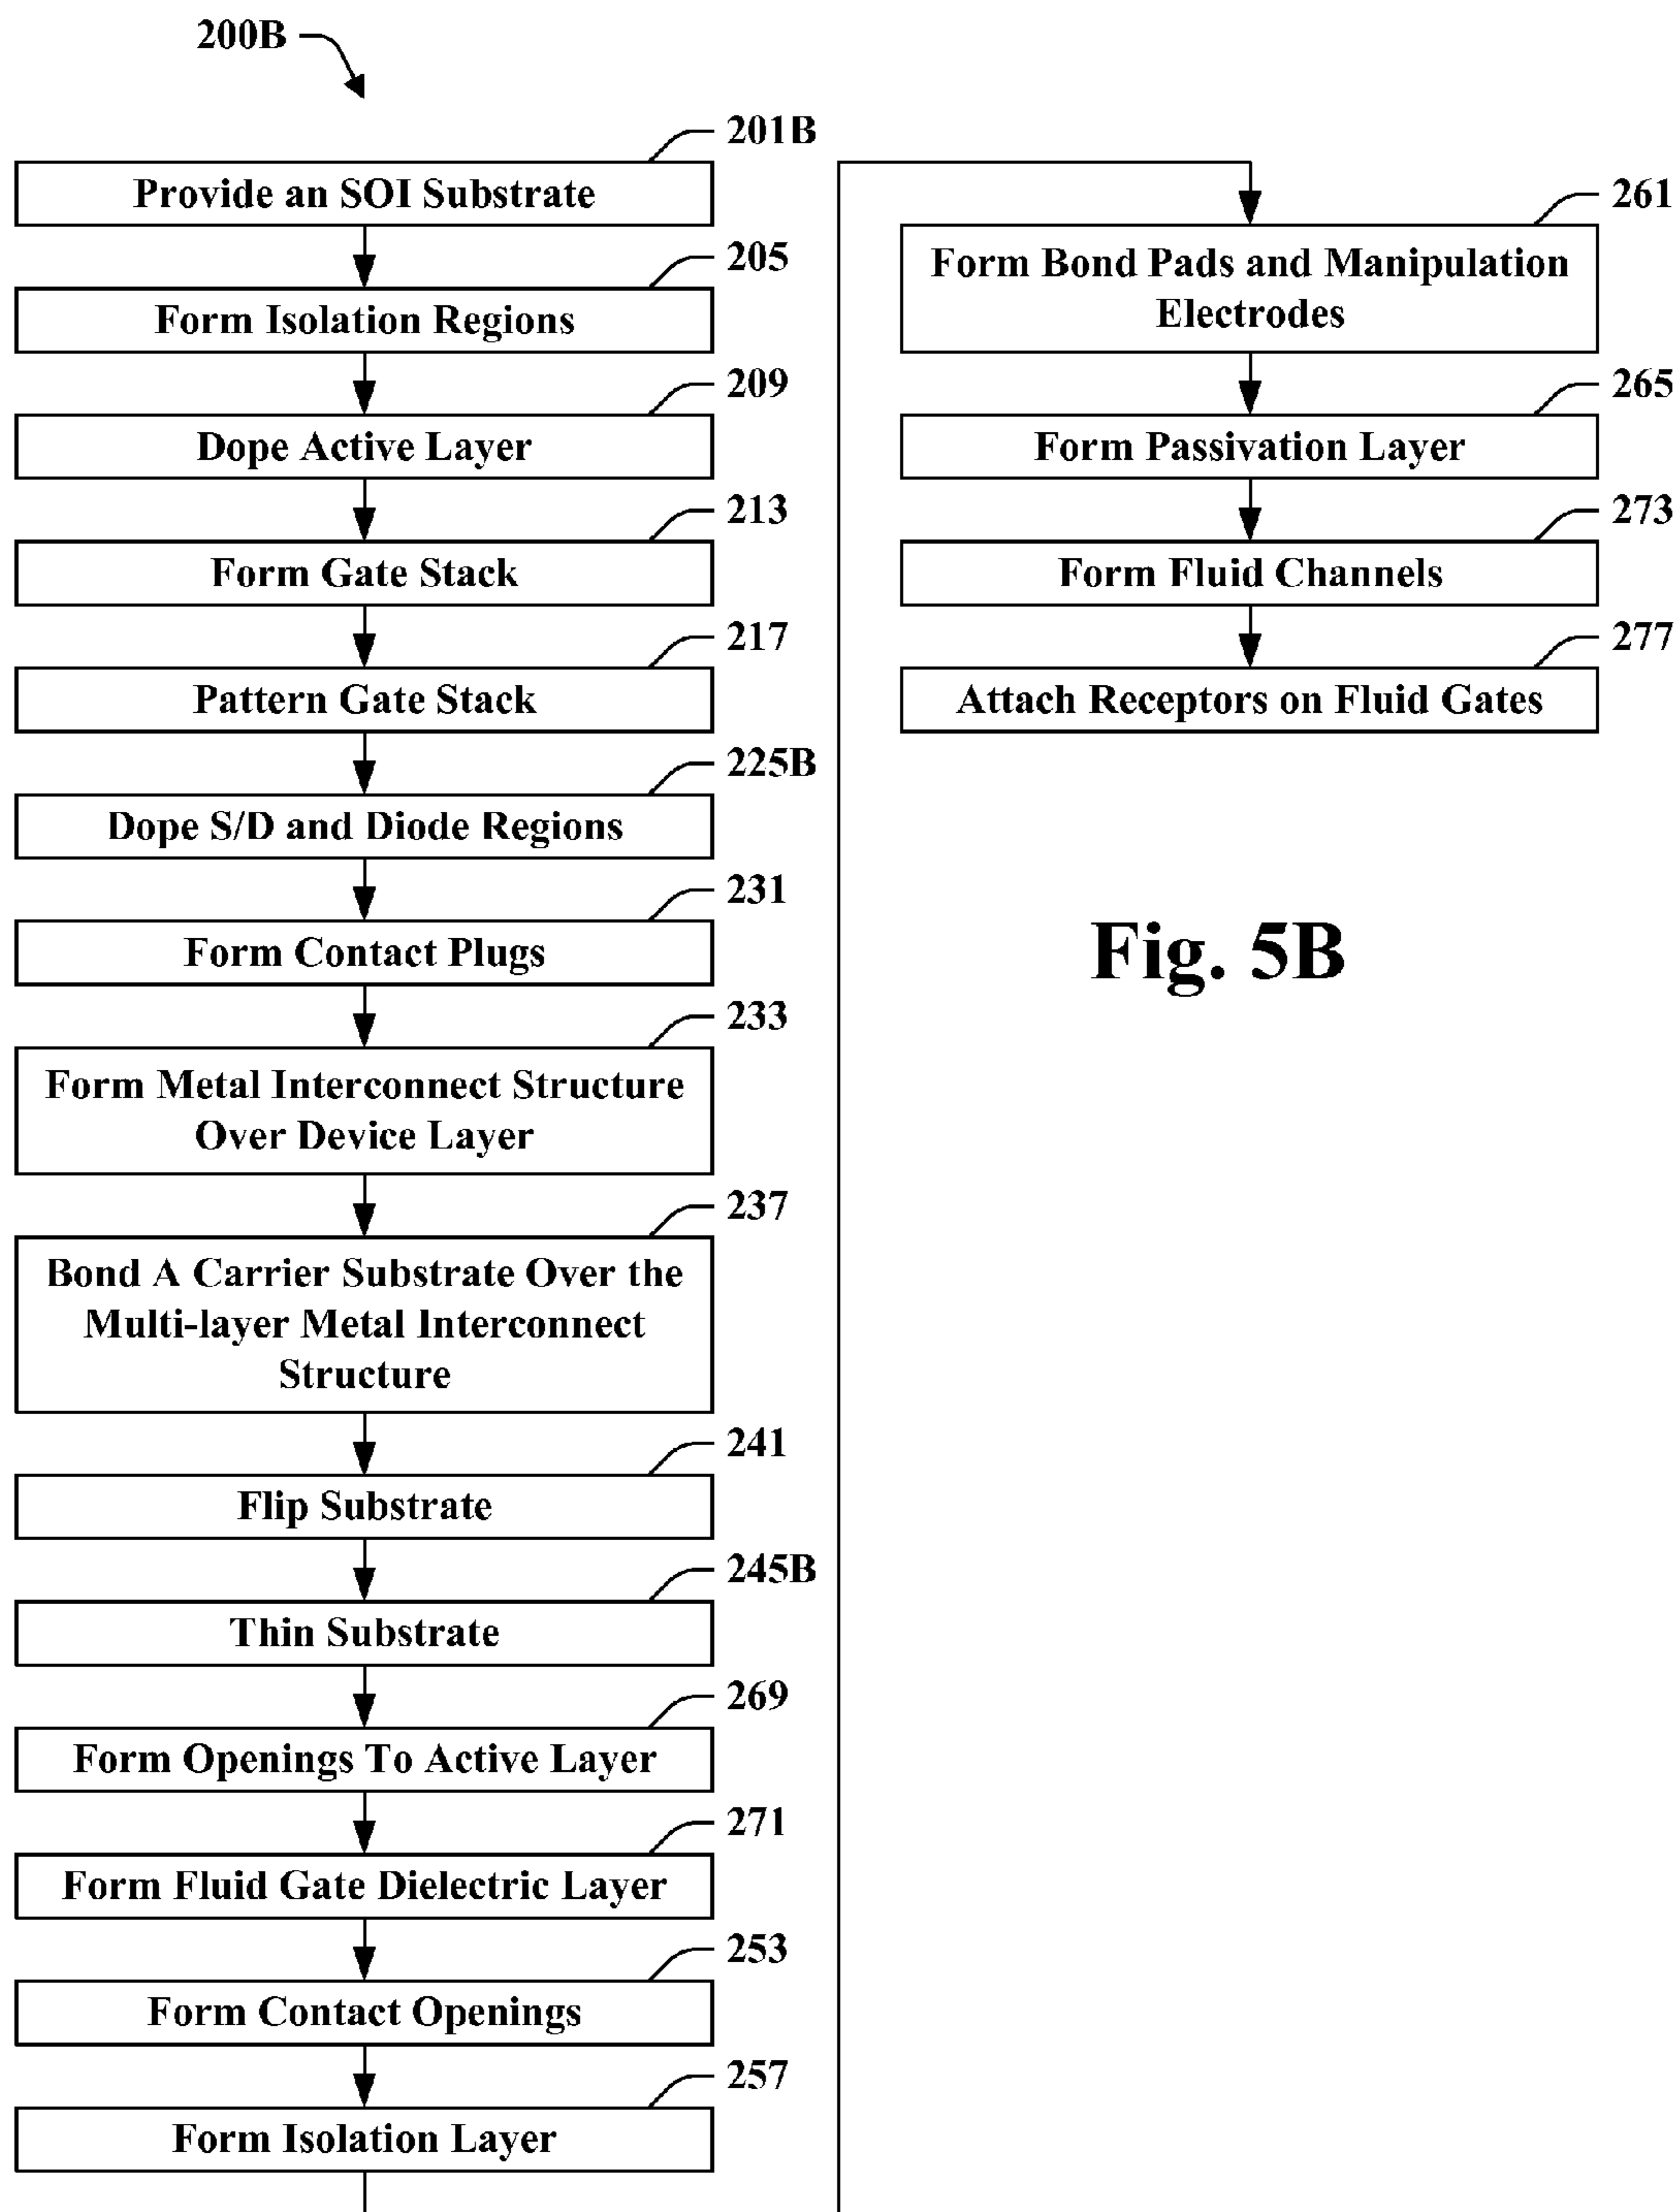 200B
201B
Provide an SOI Substrate
205
Form Isolation Regions
209
Dope Active Layer
213
Form Gate Stack
217
Pattern Gate Stack
225B
Dope S/D and Diode Regions
231
Form Contact Plugs
233
Form Metal Interconnect Structure
Over Device Layer
237
Bond A Carrier Substrate Over the
Multi-layer Metal Interconnect
Structure
241
Flip Substrate
245B
Thin Substrate
269
Form Openings To Active Layer
271
Form Fluid Gate Dielectric Layer
253
Form Contact Openings
257
Form Isolation Layer
261
Form Bond Pads and Manipulation
Electrodes
265
Form Passivation Layer
273
Form Fluid Channels
277
Attach Receptors on Fluid Gates
Fig. 5B